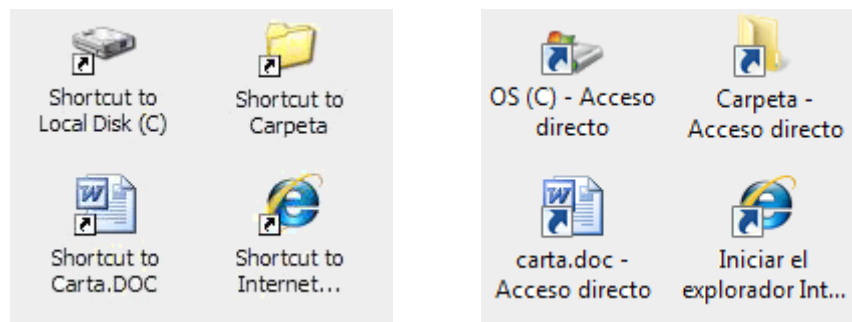 Shortcut to
Local Disk (C)
Shortcut to
Carpeta
Shortcut to
Carta.DOC
Shortcut to
Internet...
OS (C) - Acceso
directo
Carpeta -
Acceso directo
carta.doc -
Acceso directo
Iniciar el
explorador Int...